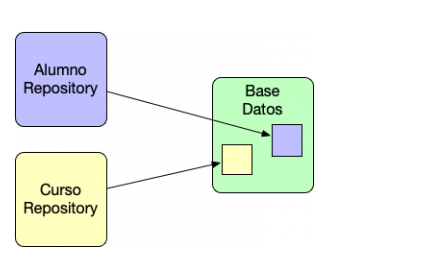 Alumno
Repository
Base
Datos
Curso
Repository